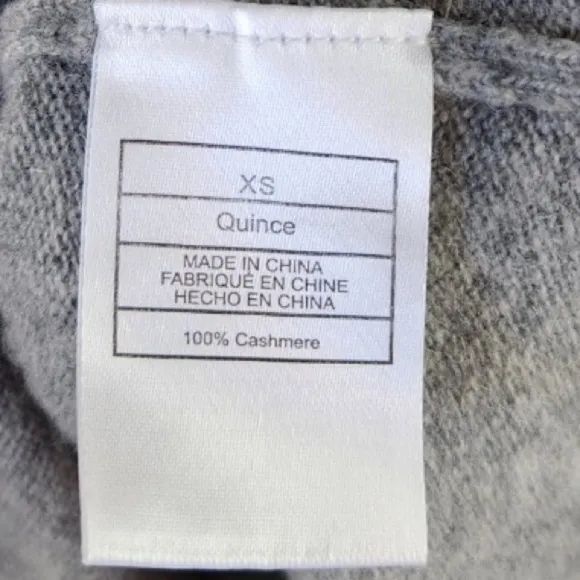 XS
Quince
MADE IN CHINA
FABRIQUÉ EN CHINE
HECHO EN CHINA
100% Cashmere